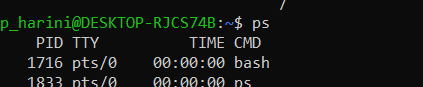 /
p_harini@DESKTOP-RJCS74B:~$ ps
PID TTY TIME CMD
1716 pts/0 00:00:00 bash
1833 pts/0 00:00:00 ps